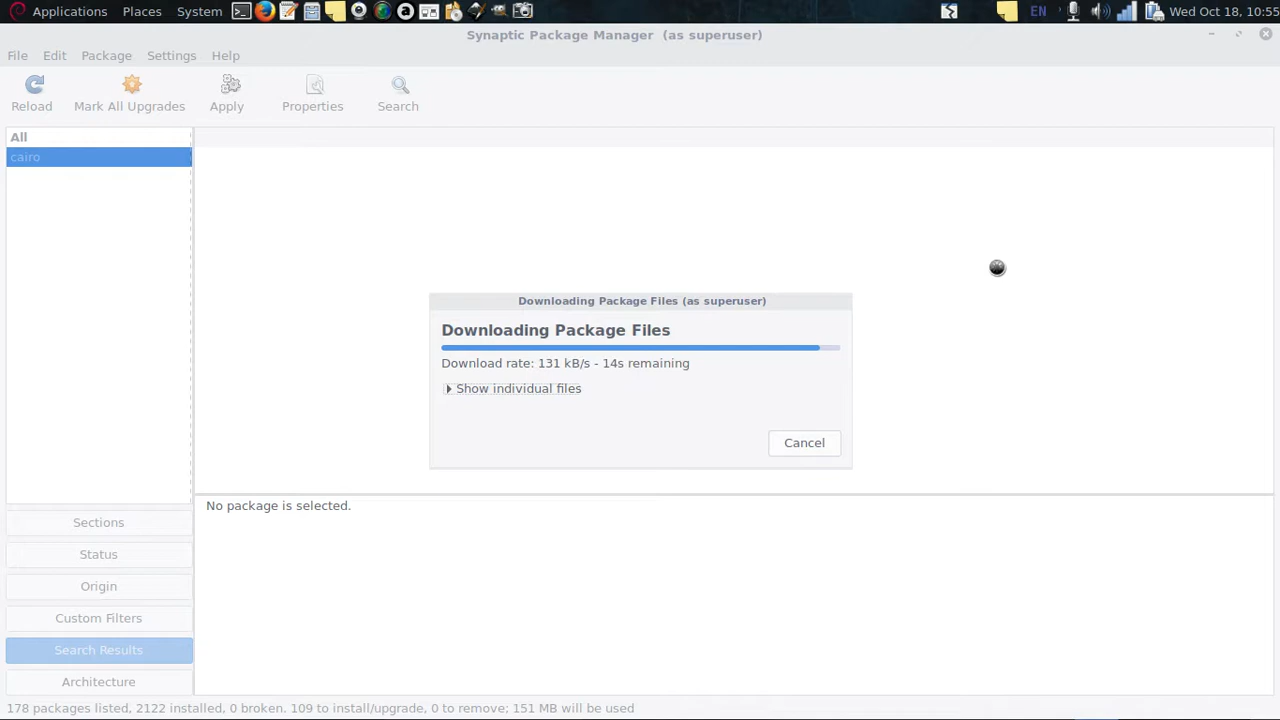 Applications Places System EN Wed Oct 18, 10:55
Synaptic Package Manager (as superuser)
File Edit Package Settings Help
Reload Mark All Upgrades Apply Properties Search
All
cairo
Downloading Package Files (as superuser)
Downloading Package Files
Download rate: 131 kB/s - 14s remaining
Show individual files
Cancel
No package is selected.
Sections
Status
Origin
Custom Filters
Search Results
Architecture
178 packages listed, 2122 installed, 0 broken. 109 to install/upgrade, 0 to remove; 151 MB will be used